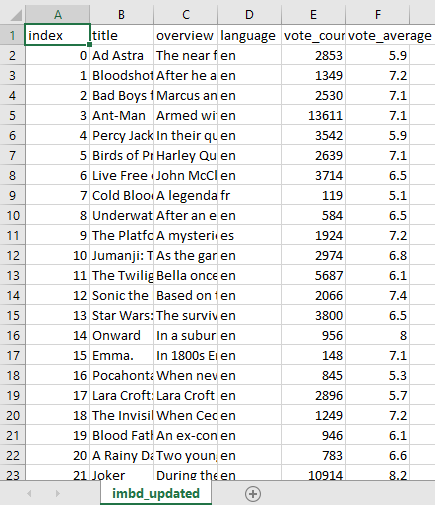 A B C D E F
1 index title overview language vote_cour vote_average
2 0 Ad Astra The near f en 2853 5.9
3 1 Bloodshot After he a en 1349 7.2
4 2 Bad Boys f Marcus an en 2530 7.1
5 3 Ant-Man Armed wi en 13611 7.1
6 4 Percy Jack In their qu en 3542 5.9
7 5 Birds of Pr Harley Qu en 2639 7.1
8 6 Live Free John McCl en 3714 6.5
9 7 Cold Blood A legenda fr 119 5.1
10 8 Underwat After an e en 584 6.5
11 9 The Platfo A mysteri es 1924 7.2
12 10 Jumanji: T As the gar en 2974 6.8
13 11 The Twilig Bella once en 5687 6.1
14 12 Sonic the Based on en 2066 7.4
15 13 Star Wars: The surviv en 3800 6.5
16 14 Onward In a subur en 956 8
17 15 Emma. In 1800s E en 148 7.1
18 16 Pocahonta When nev en 845 5.3
19 17 Lara Croft: Lara Croft en 2896 5.7
20 18 The Invisil When Cec en 1249 7.2
21 19 Blood Fath An ex-con en 946 6.1
22 20 A Rainy Da Two youn en 783 6.6
23 21 Joker During the en 10914 8.2
imbd_updated